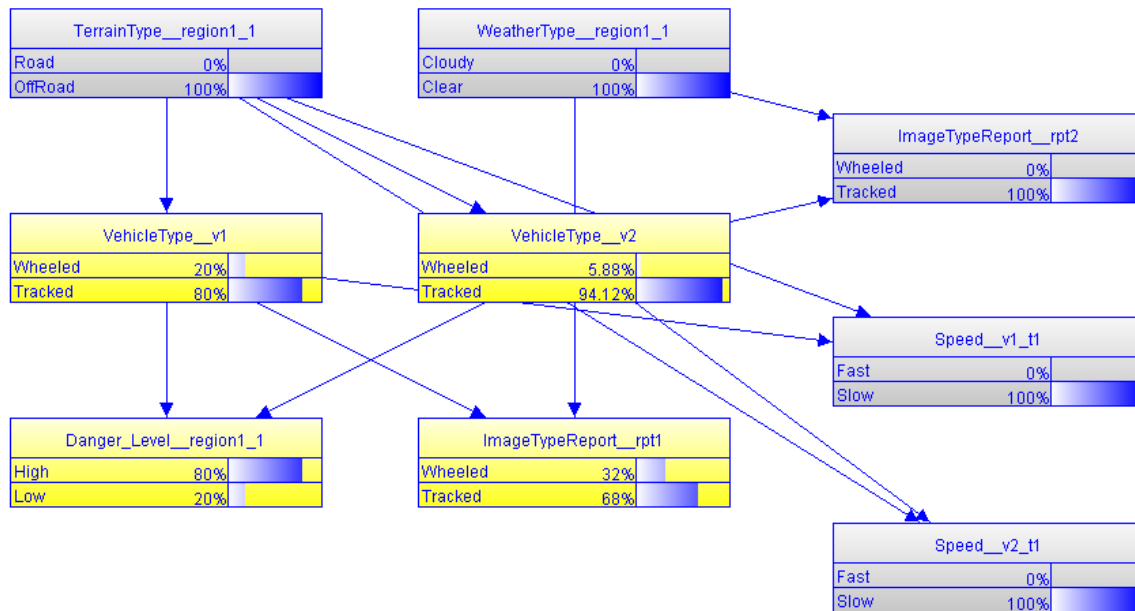 TerrainType__region1_1
Road 0%
OffRoad 100%
WeatherType__region1_1
Cloudy 0%
Clear 100%
ImageTypeReport__rpt2
Wheeled 0%
Tracked 100%
VehicleType__v1
Wheeled 20%
Tracked 80%
VehicleType__v2
Wheeled 5.88%
Tracked 94.12%
Speed__v1_t1
Fast 0%
Slow 100%
Danger_Level__region1_1
High 80%
Low 20%
ImageTypeReport__rpt1
Wheeled 32%
Tracked 68%
Speed__v2_t1
Fast 0%
Slow 100%